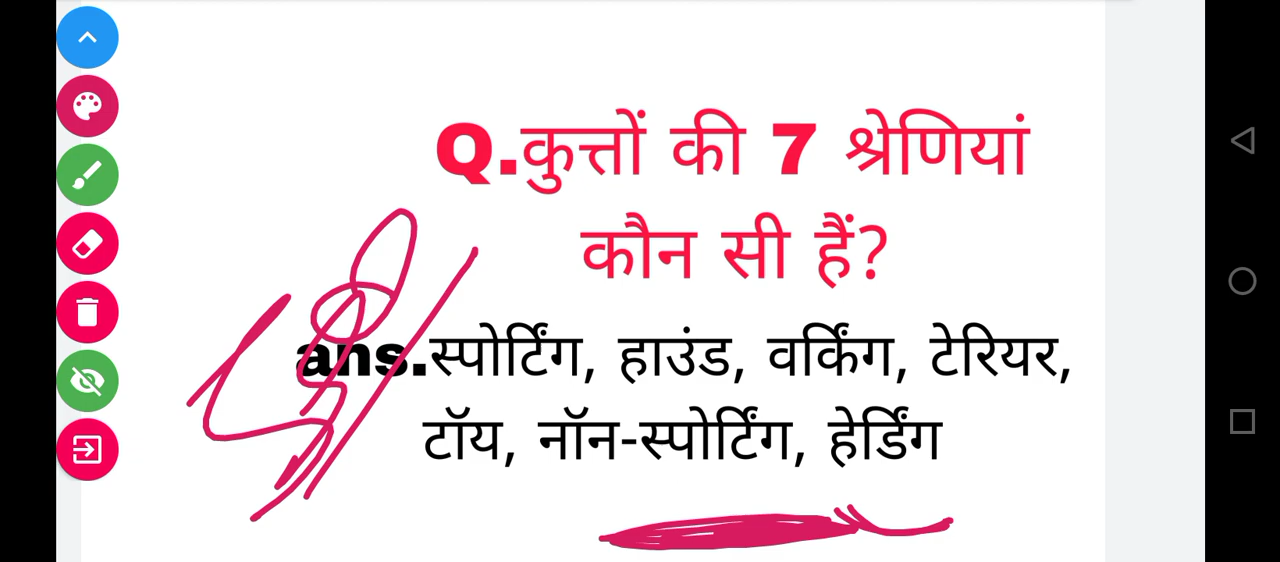 Q.कुत्तों की 7 श्रेणियां
कौन सी हैं?
ans.स्पोर्टिंग, हाउंड, वर्किंग, टेरियर,
टॉय, नॉन-स्पोर्टिंग, हेर्डिंग